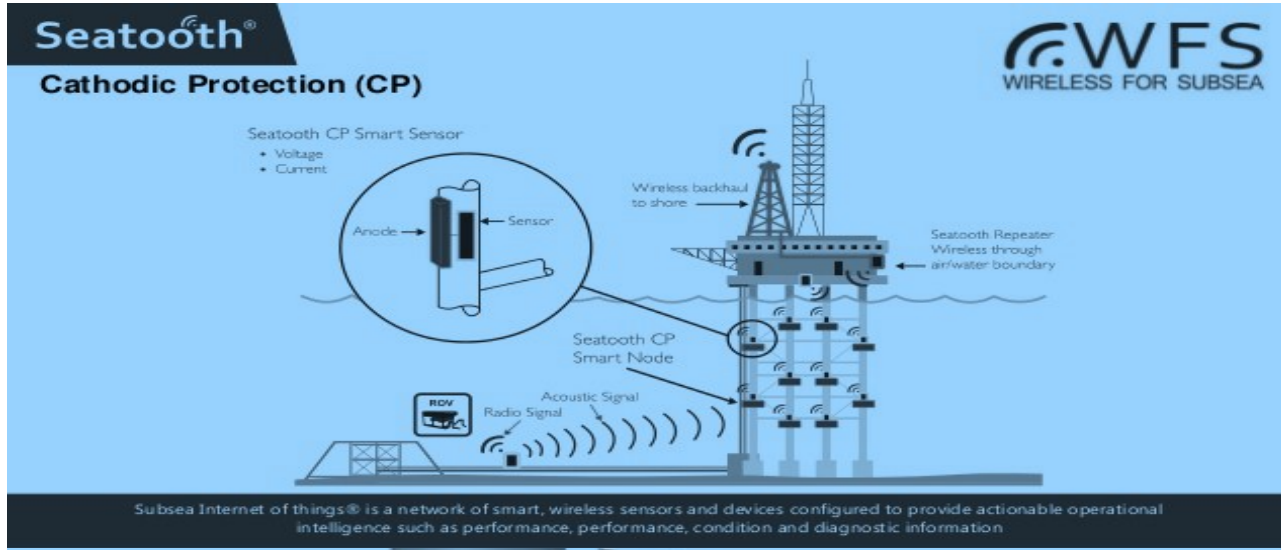 Seatooth®
WFS
WIRELESS FOR SUBSEA
Cathodic Protection (CP)
Seatooth CP Smart Sensor
• Voltage
• Current
Anode
Sensor
Wireless backhaul
to shore
Seatooth Repeater
Wireless through
air/water boundary
Seatooth CP
Smart Node
ROV
Radio Signal
Acoustic Signal
Subsea Internet of things® is a network of smart, wireless sensors and devices configured to provide actionable operational
intelligence such as performance, performance, condition and diagnostic information